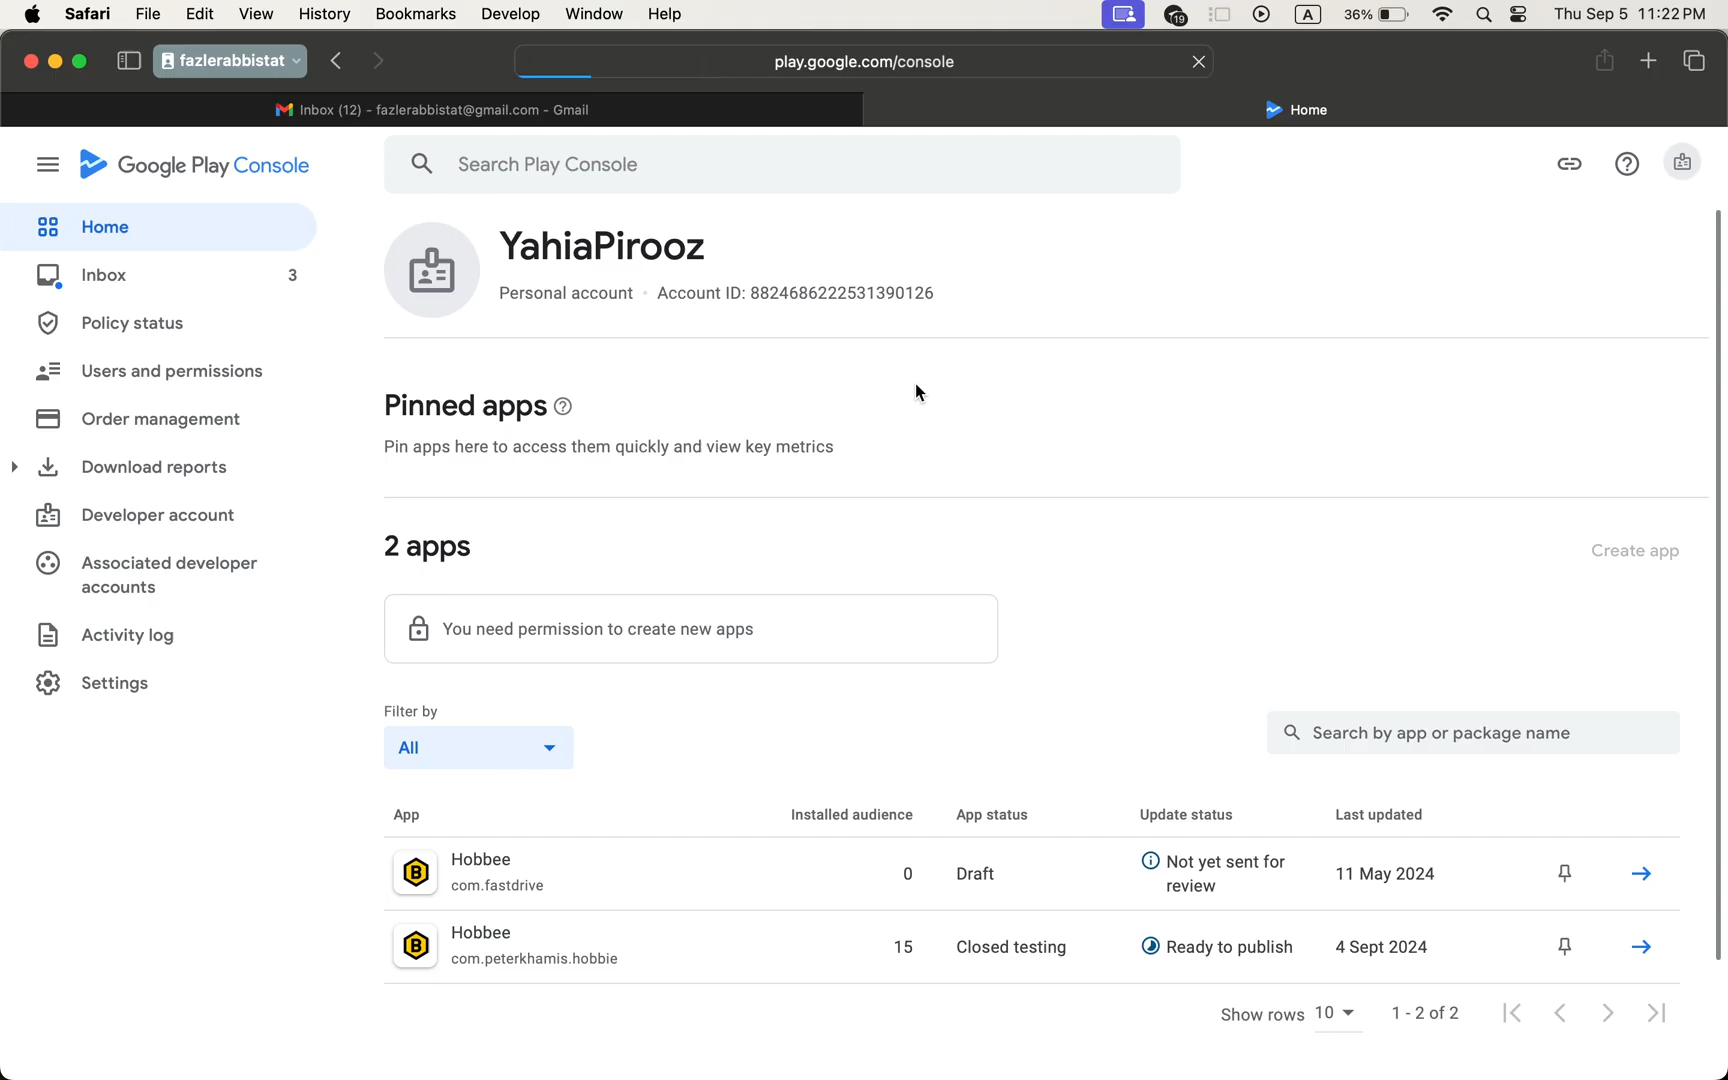 Safari File Edit View History Bookmarks Develop Window Help 19 A 36% Thu Sep 5 11:22 PM
fazlerabbistat play.google.com/console
Inbox (12) - fazlerabbistat@gmail.com - Gmail Home
Google Play Console Search Play Console
Home
Inbox 3
Policy status
Users and permissions
Order management
Download reports
Developer account
Associated developer
accounts
Activity log
Settings
YahiaPirooz
Personal account · Account ID: 8824686222531390126
Pinned apps
Pin apps here to access them quickly and view key metrics
2 apps Create app
You need permission to create new apps
Filter by
All Search by app or package name
App Installed audience App status Update status Last updated
B Hobbee
com.fastdrive 0 Draft Not yet sent for
review 11 May 2024
B Hobbee
com.peterkhamis.hobbie 15 Closed testing Ready to publish 4 Sept 2024
Show rows 10 1 - 2 of 2